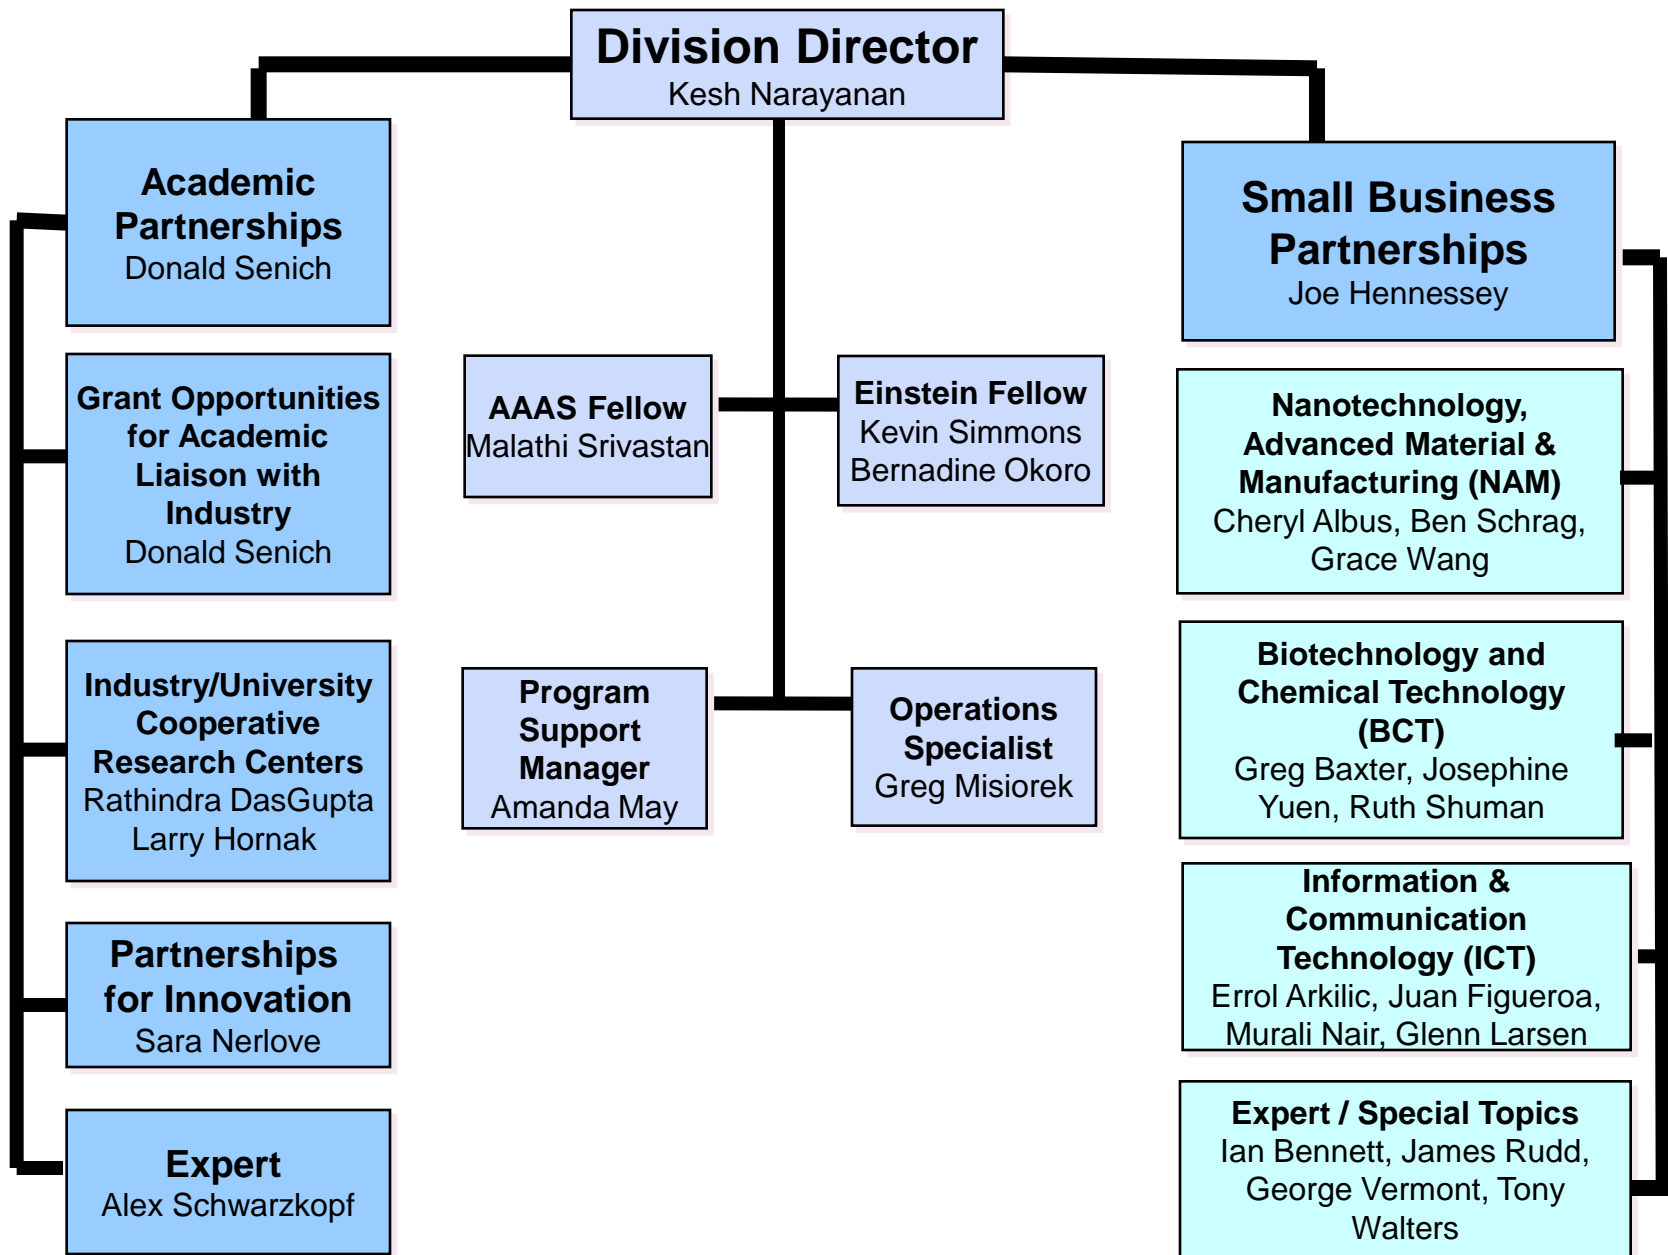 Division Director
Kesh Narayanan
Academic
Partnerships
Donald Senich
Grant Opportunities
for Academic
Liaison with
Industry
Donald Senich
Industry/University
Cooperative
Research Centers
Rathindra DasGupta
Larry Hornak
Partnerships
for Innovation
Sara Nerlove
Expert
Alex Schwarzkopf
AAAS Fellow
Malathi Srivastan
Einstein Fellow
Kevin Simmons
Bernadine Okoro
Program
Support
Manager
Amanda May
Operations
Specialist
Greg Misiorek
Small Business
Partnerships
Joe Hennessey
Nanotechnology,
Advanced Material &
Manufacturing (NAM)
Cheryl Albus, Ben Schrag,
Grace Wang
Biotechnology and
Chemical Technology
(BCT)
Greg Baxter, Josephine
Yuen, Ruth Shuman
Information &
Communication
Technology (ICT)
Errol Arkilic, Juan Figueroa,
Murali Nair, Glenn Larsen
Expert / Special Topics
Ian Bennett, James Rudd,
George Vermont, Tony
Walters